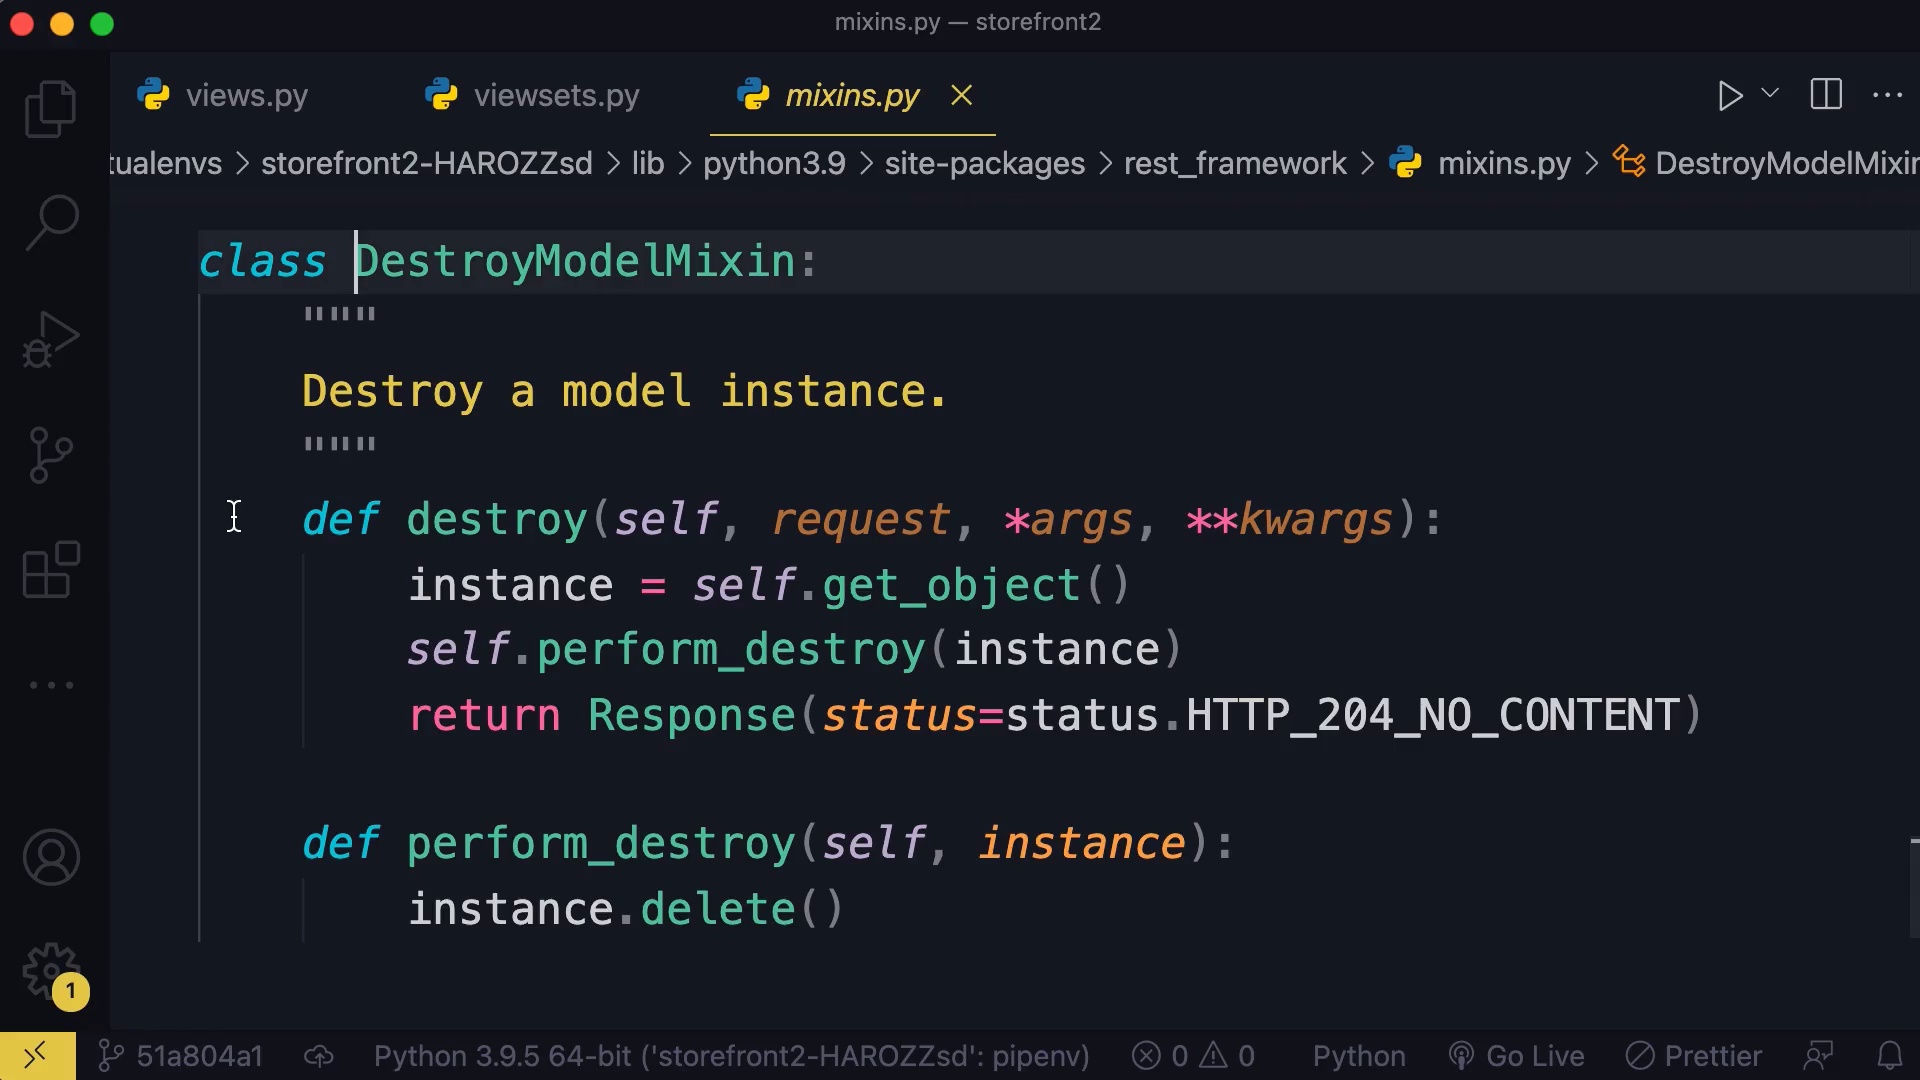 mixins.py — storefront2
views.py viewsets.py mixins.py
tualenvs > storefront2-HAROZZsd > lib > python3.9 > site-packages > rest_framework > mixins.py > DestroyModelMixin
class DestroyModelMixin:
"""
Destroy a model instance.
"""
def destroy(self, request, *args, **kwargs):
instance = self.get_object()
self.perform_destroy(instance)
return Response(status=status.HTTP_204_NO_CONTENT)
def perform_destroy(self, instance):
instance.delete()
1
51a804a1 Python 3.9.5 64-bit ('storefront2-HAROZZsd': pipenv) 0 0 Python Go Live Prettier